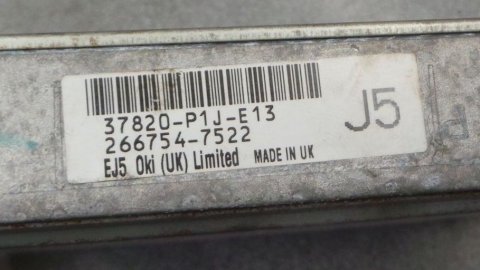 37820-P1J-E13
266754-7522
EJ5 Oki (UK) Limited MADE IN UK
J5